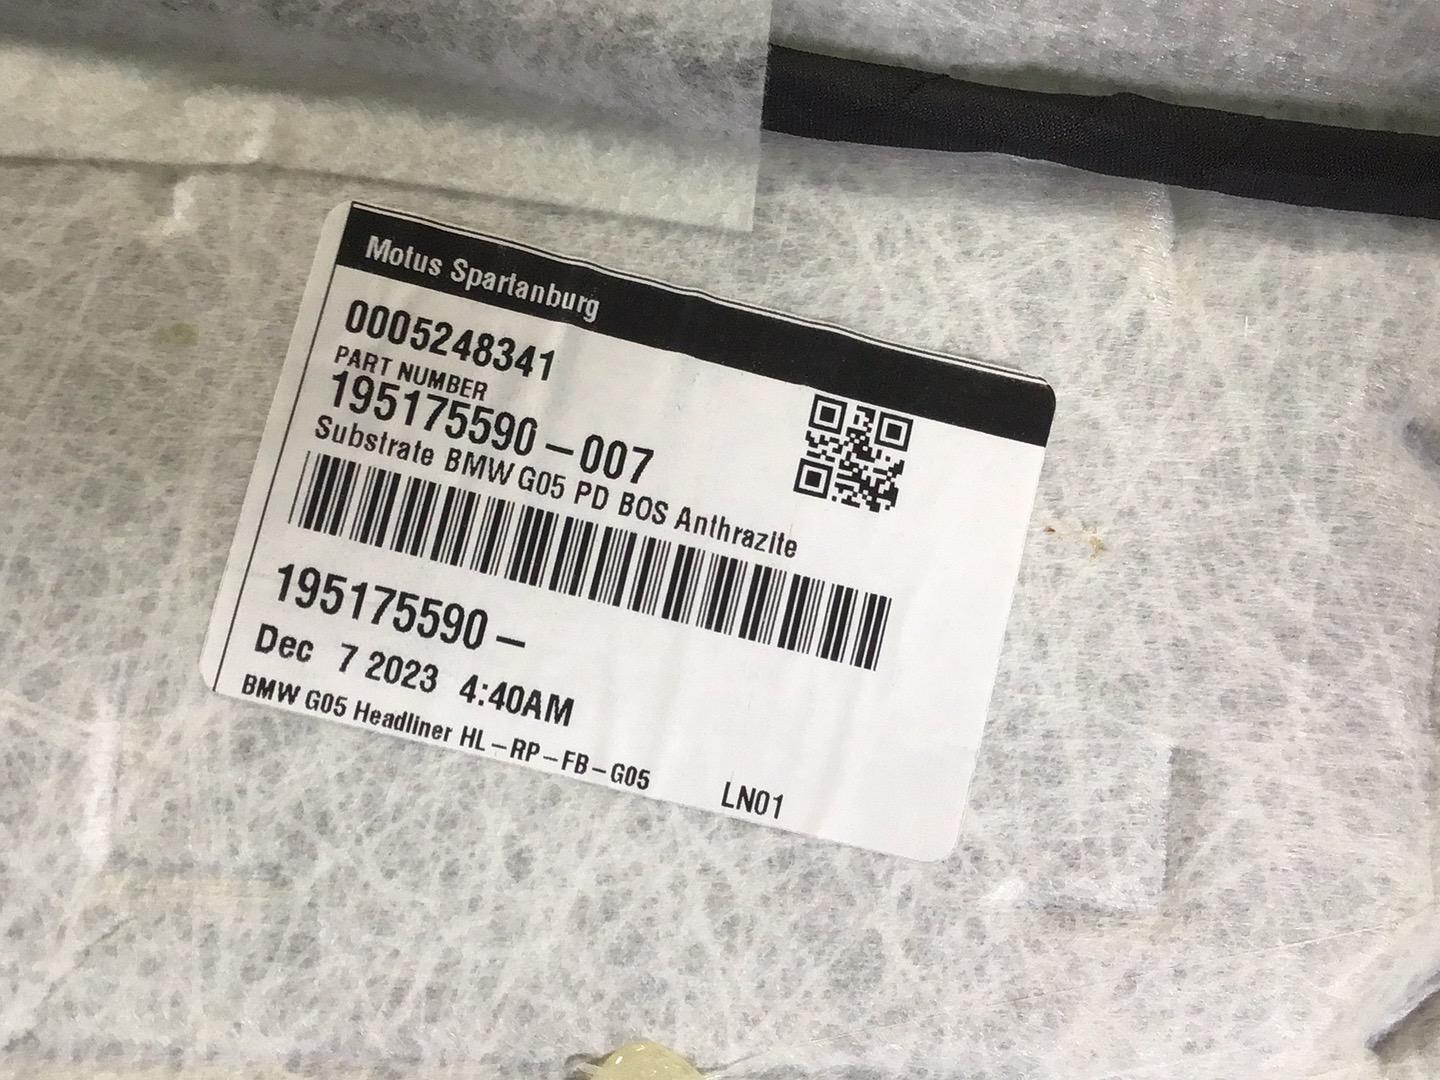 Motus Spartanburg
0005248341
PART NUMBER
195175590-007
Substrate BMW G05 PD BOS Anthrazite
195175590-
Dec 7 2023 4:40AM
BMW G05 Headliner HL-RP-FB-G05
LN01